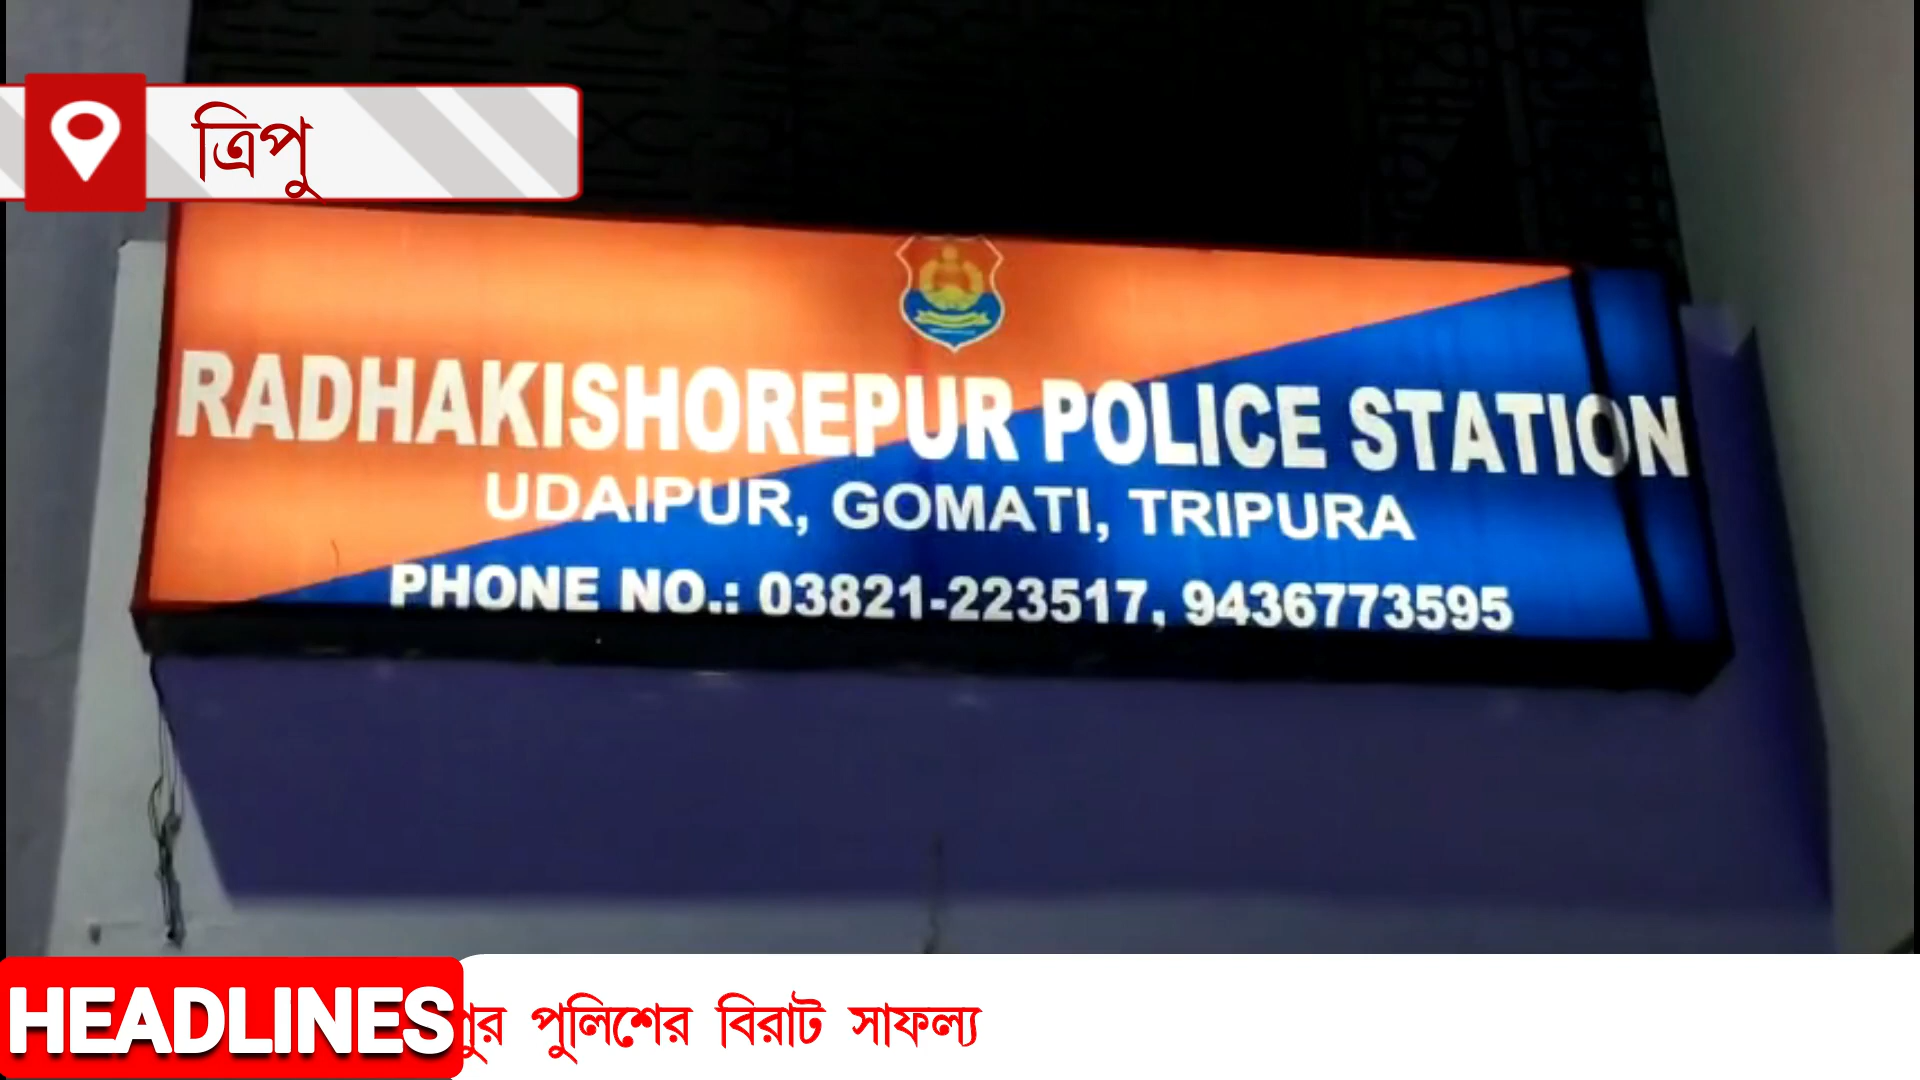 ত্রিপু
RADHAKISHOREPUR POLICE STATION
UDAIPUR, GOMATI, TRIPURA
PHONE NO.: 03821-223517, 9436773595
HEADLINES
পুর পুলিশের বিরাট সাফল্য